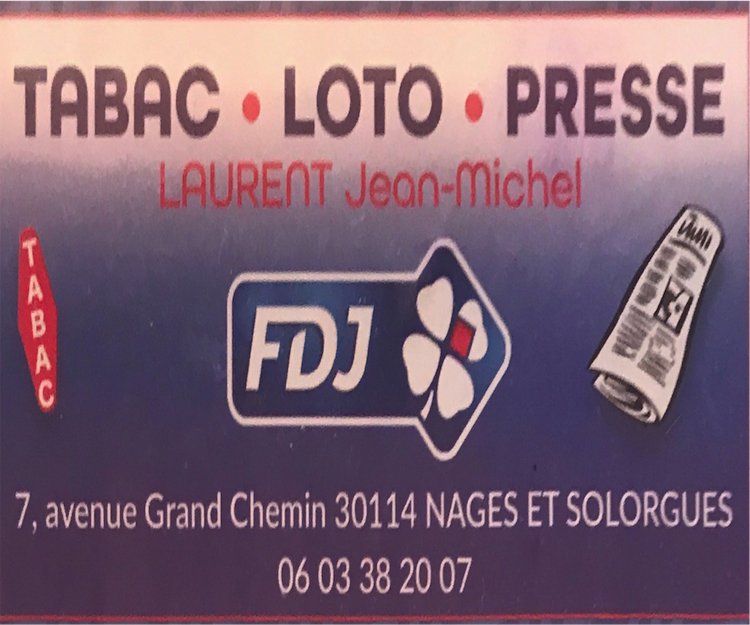 TABAC • LOTO • PRESSE
LAURENT Jean-Michel
TABAC
FDJ
7, avenue Grand Chemin 30114 NAGES ET SOLORGUES
06 03 38 20 07